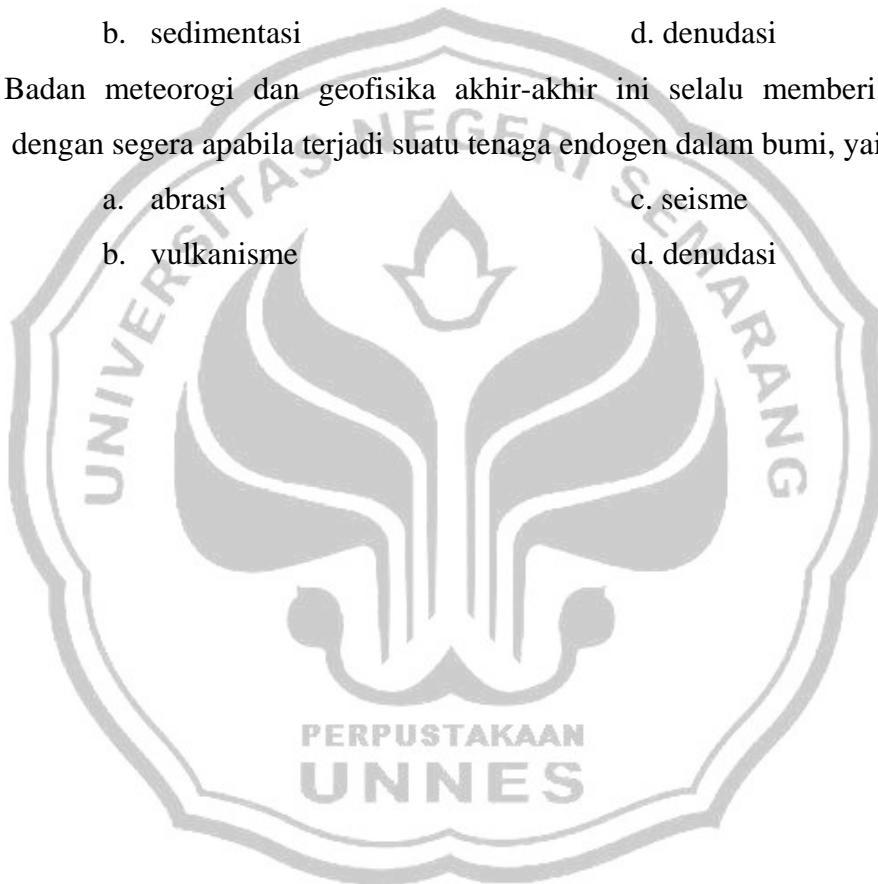 b. sedimentasi d. denudasi
Badan meteorogi dan geofisika akhir-akhir ini selalu memberi
dengan segera apabila terjadi suatu tenaga endogen dalam bumi, yai
a. abrasi c. seisme
b. vulkanisme d. denudasi
UNIVERSITAS NEGERI SEMARANG
PERPUSTAKAAN
UNNES